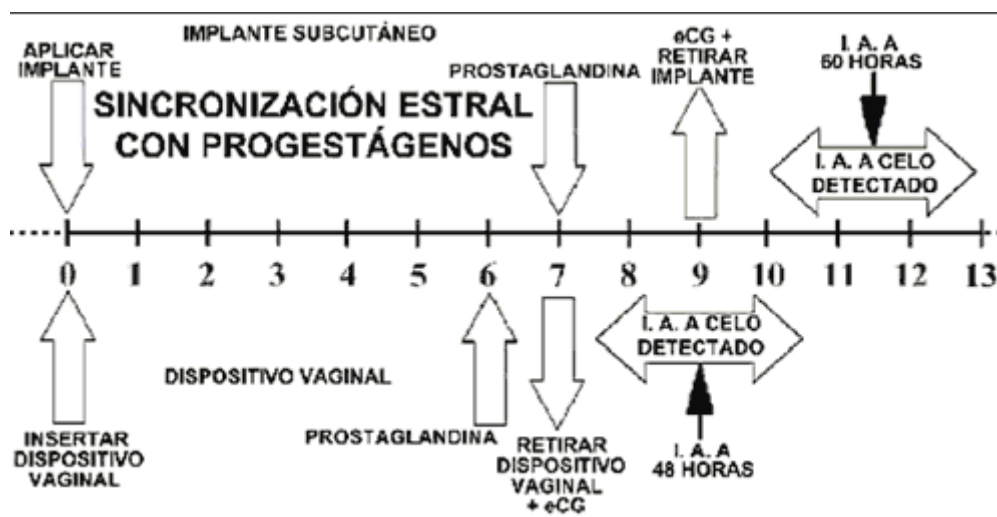 IMPLANTE SUBCUTÁNEO
APLICAR
IMPLANTE
PROSTAGLANDINA
eCG +
RETIRAR
IMPLANTE
I. A. A
60 HORAS
SINCRONIZACIÓN ESTRAL
CON PROGESTÁGENOS
I. A. A CELO
DETECTADO
0 1 2 3 4 5 6 7 8 9 10 11 12 13
I. A. A CELO
DETECTADO
DISPOSITIVO VAGINAL
INSERTAR
DISPOSITIVO
VAGINAL
PROSTAGLANDINA
RETIRAR
DISPOSITIVO
VAGINAL
+ eCG
I. A. A
48 HORAS